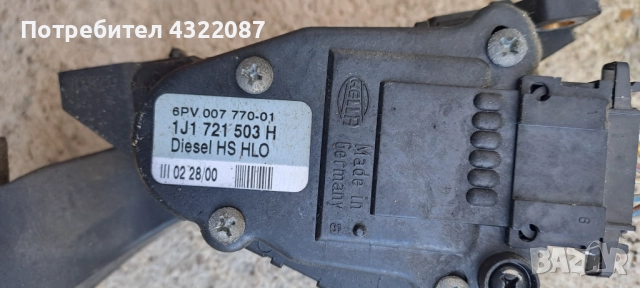 Потребител 4322087
6PV 007 770-01
1J1 721 503 H
Diesel HS HLO
02 28/00
HELLA
Made in
Germany
BAZAR